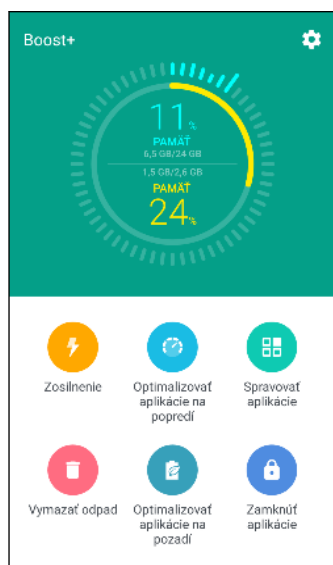 Boost+
11%
PAMÄŤ
6,5 GB/24 GB
1,5 GB/2,6 GB
PAMÄŤ
24%
Zosilnenie
Optimalizovať
aplikácie na
popredí
Spravovať
aplikácie
Vymazať odpad
Optimalizovať
aplikácie na
pozadí
Zamknúť
aplikácie